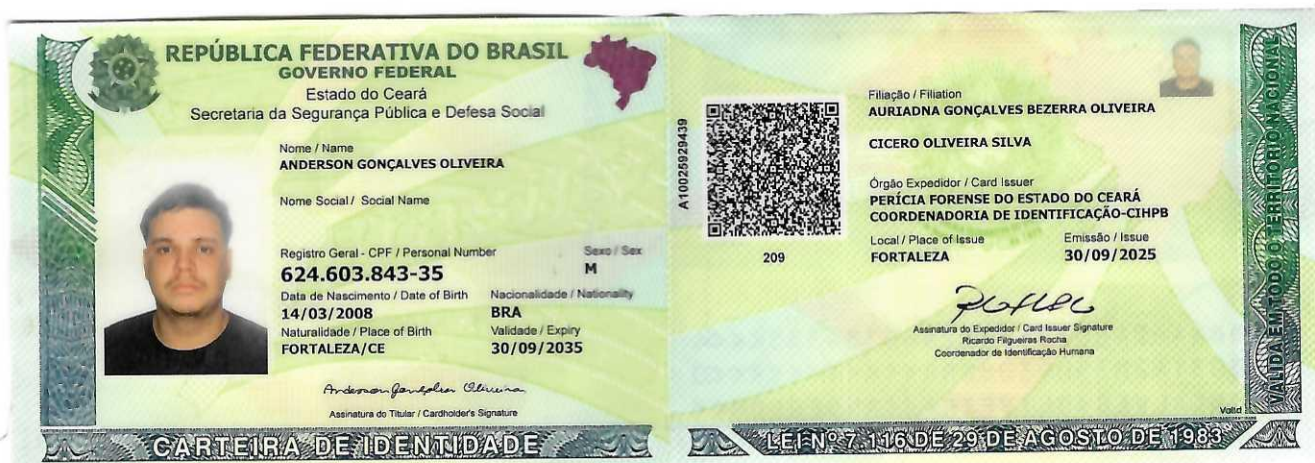 REPÚBLICA FEDERATIVA DO BRASIL
GOVERNO FEDERAL
Estado do Ceará
Secretaria da Segurança Pública e Defesa Social
Nome / Name
ANDERSON GONÇALVES OLIVEIRA
Nome Social / Social Name
Registro Geral - CPF / Personal Number
Sexo / Sex
624.603.843-35
M
Data de Nascimento / Date of Birth
Nacionalidade / Nationality
14/03/2008
BRA
Naturalidade / Place of Birth
Validade / Expiry
FORTALEZA/CE
30/09/2035
Anderson Gonçalves Oliveira
Assinatura do Titular / Cardholder's Signature
CARTEIRA DE IDENTIDADE
A10025929439
209
Filiação / Filiation
AURIADNA GONÇALVES BEZERRA OLIVEIRA
CICERO OLIVEIRA SILVA
Órgão Expedidor / Card Issuer
PERÍCIA FORENSE DO ESTADO DO CEARÁ
COORDENADORIA DE IDENTIFICAÇÃO-CIHPB
Local / Place of Issue
Emissão / Issue
FORTALEZA
30/09/2025
Assinatura do Expedidor / Card Issuer Signature
Ricardo Filgueiras Rocha
Coordenador de Identificação Humana
Valid
LEI Nº 7.116 DE 29 DE AGOSTO DE 1983
VÁLIDA EM TODO O TERRITÓRIO NACIONAL